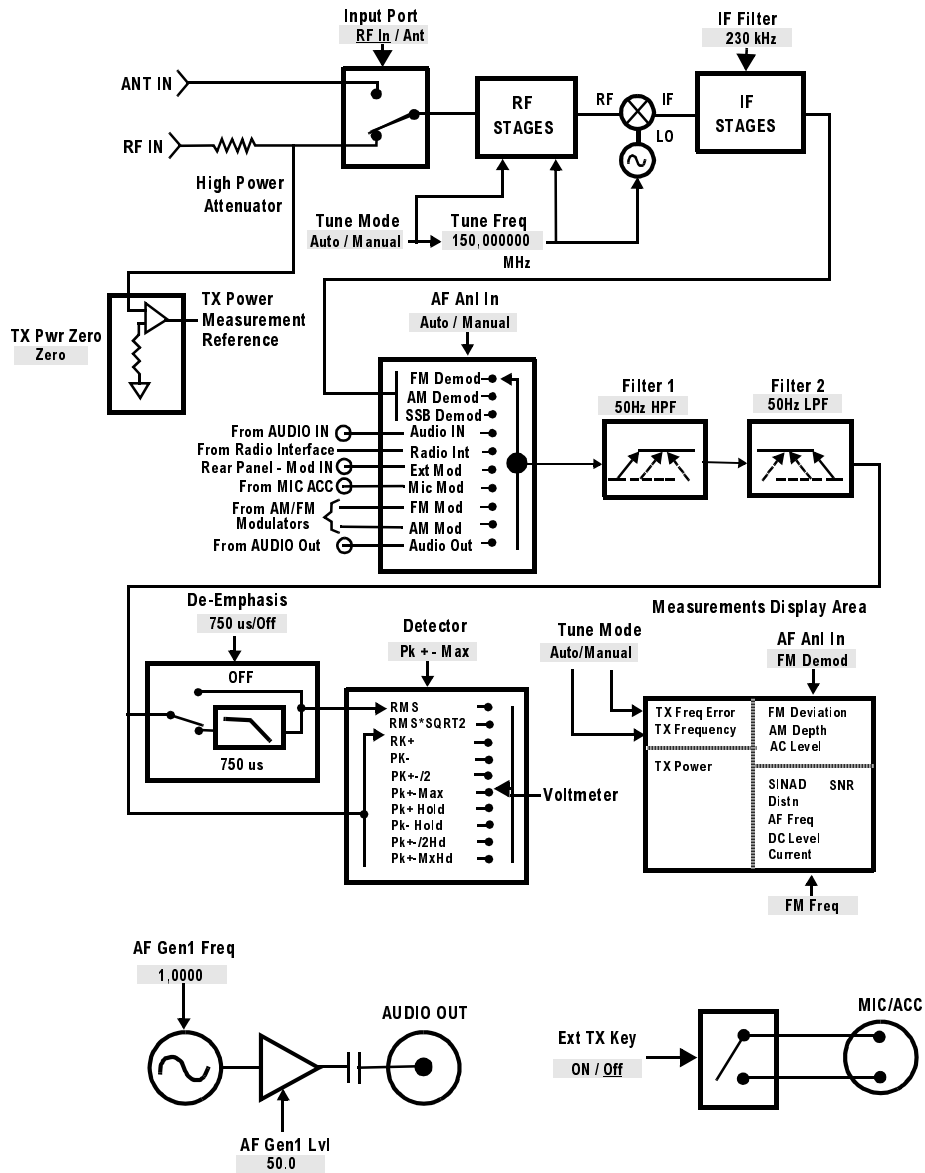 Input Port
RF In / Ant
IF Filter
230 kHz
ANT IN
RF IN
High Power
Attenuator
RF
STAGES
RF
IF
LO
IF
STAGES
Tune Mode
Auto / Manual
Tune Freq
150,000000
MHz
TX Pwr Zero
Zero
TX Power
Measurement
Reference
AF Anl In
Auto / Manual
FM Demod
AM Demod
SSB Demod
From AUDIO IN
Audio IN
From Radio Interface
Radio Int
Rear Panel - Mod IN
Ext Mod
From MIC ACC
Mic Mod
From AM/FM
Modulators
FM Mod
AM Mod
From AUDIO Out
Audio Out
Filter 1
50Hz HPF
Filter 2
50Hz LPF
De-Emphasis
750 us/Off
OFF
750 us
Detector
Pk + - Max
RMS
RMS*SQRT2
RK+
PK-
PK+-/2
Pk+-Max
Pk+ Hold
Pk- Hold
Pk+-/2Hd
Pk+-MxHd
Voltmeter
Measurements Display Area
Tune Mode
Auto/Manual
AF Anl In
FM Demod
TX Freq Error
TX Frequency
TX Power
FM Deviation
AM Depth
AC Level
SINAD SNR
Distn
AF Freq
DC Level
Current
FM Freq
AF Gen1 Freq
1,0000
AUDIO OUT
AF Gen1 Lvl
50.0
Ext TX Key
ON / Off
MIC/ACC